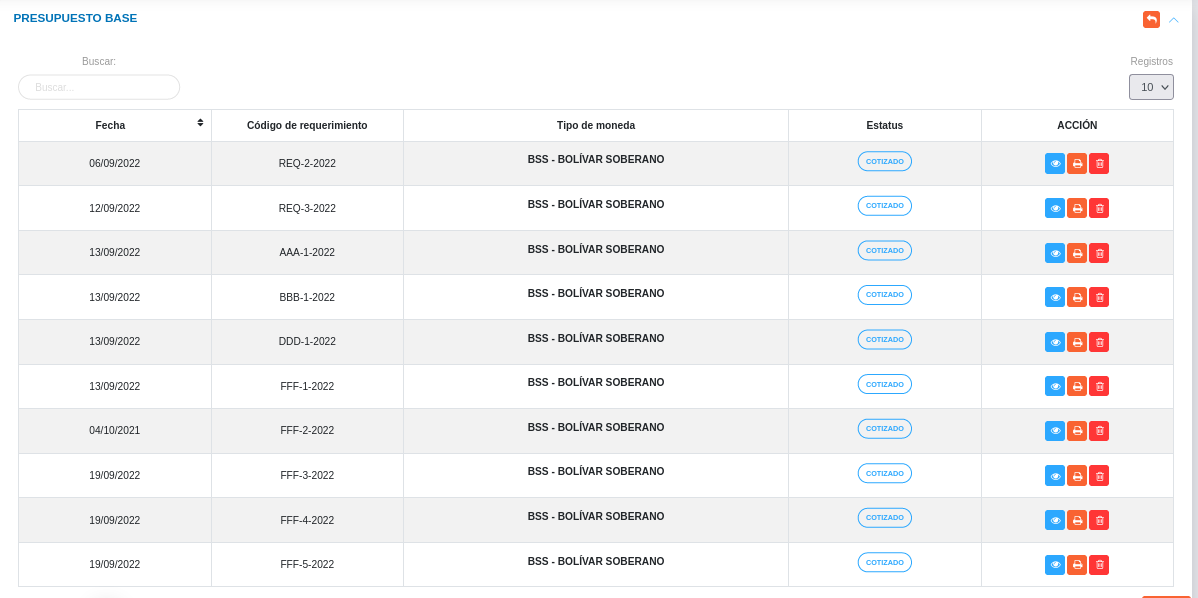 PRESUPUESTO BASE
Buscar: Registros
Buscar... 10
Fecha Código de requerimiento Tipo de moneda Estatus ACCIÓN
06/09/2022 REQ-2-2022 BSS - BOLÍVAR SOBERANO COTIZADO
12/09/2022 REQ-3-2022 BSS - BOLÍVAR SOBERANO COTIZADO
13/09/2022 AAA-1-2022 BSS - BOLÍVAR SOBERANO COTIZADO
13/09/2022 BBB-1-2022 BSS - BOLÍVAR SOBERANO COTIZADO
13/09/2022 DDD-1-2022 BSS - BOLÍVAR SOBERANO COTIZADO
13/09/2022 FFF-1-2022 BSS - BOLÍVAR SOBERANO COTIZADO
04/10/2021 FFF-2-2022 BSS - BOLÍVAR SOBERANO COTIZADO
19/09/2022 FFF-3-2022 BSS - BOLÍVAR SOBERANO COTIZADO
19/09/2022 FFF-4-2022 BSS - BOLÍVAR SOBERANO COTIZADO
19/09/2022 FFF-5-2022 BSS - BOLÍVAR SOBERANO COTIZADO